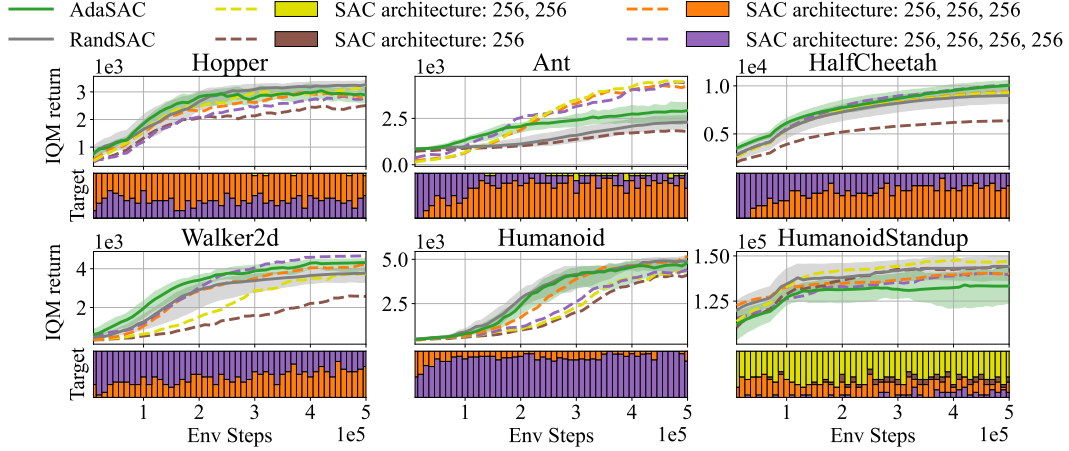 AdaSAC
SAC architecture: 256, 256
SAC architecture: 256, 256, 256
RandSAC
SAC architecture: 256
SAC architecture: 256, 256, 256, 256
1e3
Hopper
1e3
Ant
1e4
HalfCheetah
IQM return
3
2
1
2.5
0.0
1.0
0.5
Target
1e3
Walker2d
1e3
Humanoid
1e5
HumanoidStandup
IQM return
4
2
5.0
2.5
1.50
1.25
Target
1 2 3 4 5
1 2 3 4 5
1 2 3 4 5
Env Steps
1e5
Env Steps
1e5
Env Steps
1e5